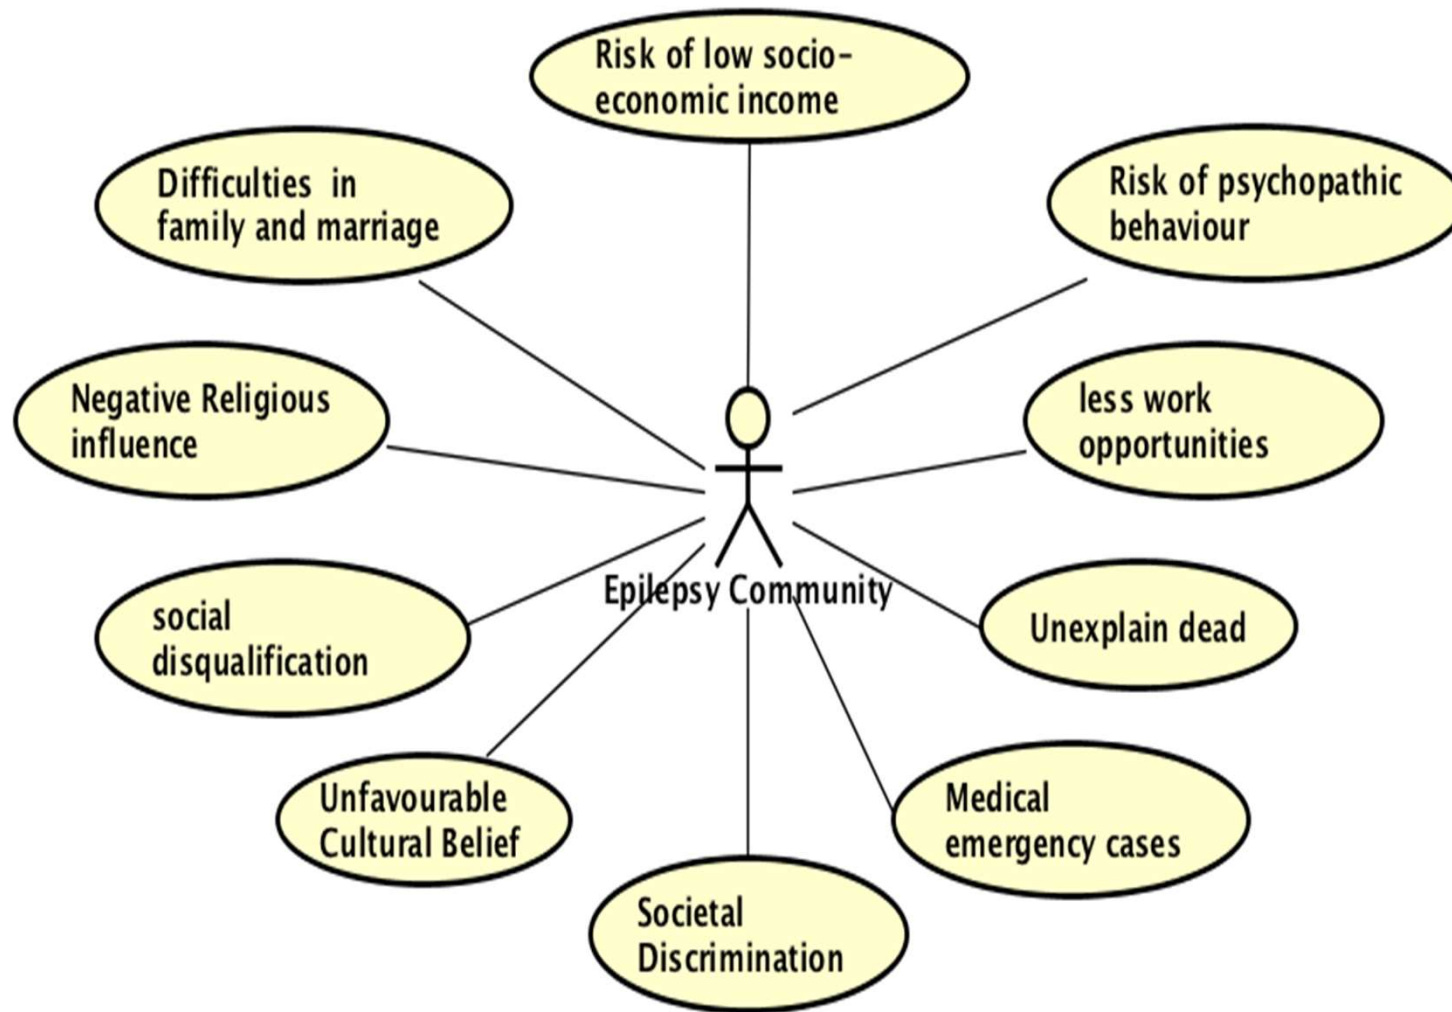 Risk of low socio-
economic income
Difficulties in
family and marriage
Risk of psychopathic
behaviour
Negative Religious
influence
less work
opportunities
Epilepsy Community
social
disqualification
Unexplain dead
Unfavourable
Cultural Belief
Medical
emergency cases
Societal
Discrimination